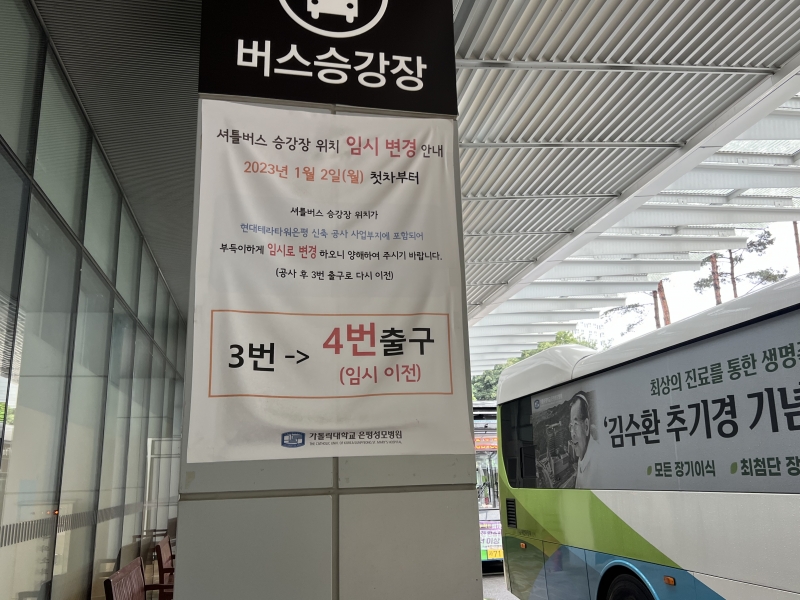 버스승강장
셔틀버스 승강장 위치 임시 변경 안내
2023년 1월 2일(월) 첫차부터
셔틀버스 승강장 위치가
현대테라타워은평 신축 공사 사업부지에 포함되어
부득이하게 임시로 변경 하오니 양해하여 주시기 바랍니다.
(공사 후 3번 출구로 다시 이전)
3번 -> 4번출구
(임시 이전)
가톨릭대학교 은평성모병원
최상의 진료를 통한 생명
'김수환 추기경 기념
모든 장기이식
최첨단 장